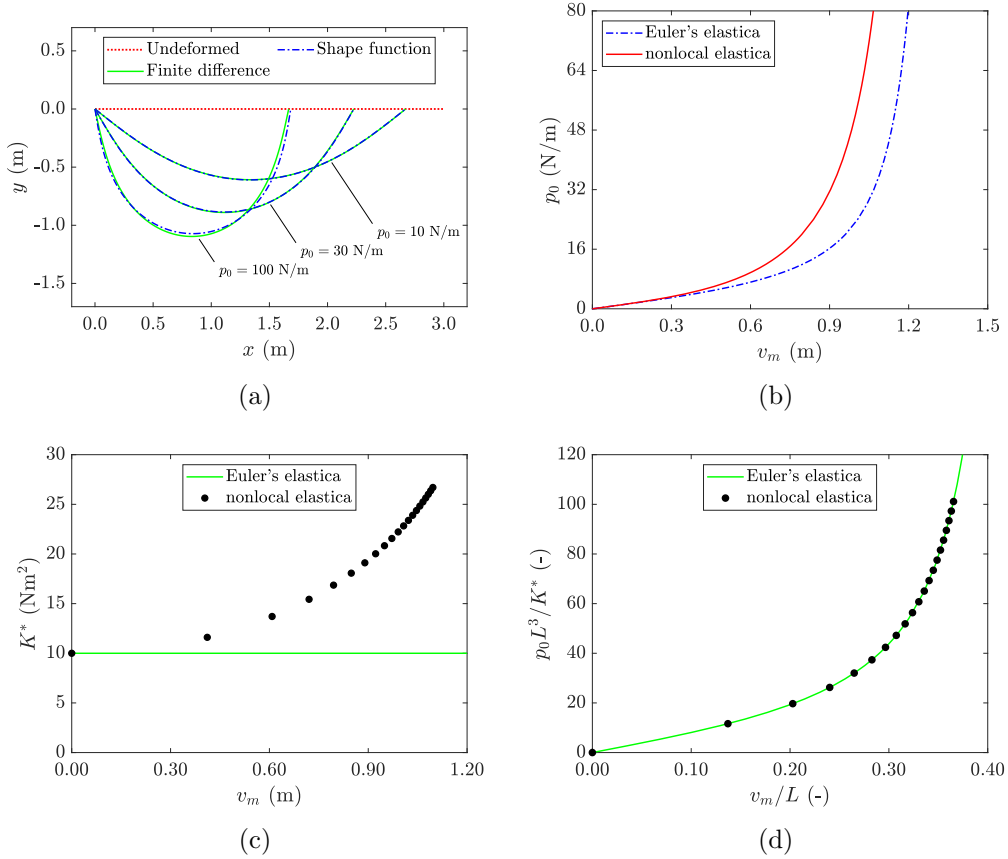 0.5
0.0
-0.5
-1.0
-1.5
y (m)
Undeformed
Finite difference
Shape function
p₀ = 10 N/m
p₀ = 30 N/m
p₀ = 100 N/m
0.0 0.5 1.0 1.5 2.0 2.5 3.0
x (m)
(a)
80
64
48
32
16
0
p₀ (N/m)
Euler's elastica
nonlocal elastica
0.0 0.3 0.6 0.9 1.2 1.5
vₘ (m)
(b)
30
25
20
15
10
5
0
K* (Nm²)
Euler's elastica
nonlocal elastica
0.00 0.30 0.60 0.90 1.20
vₘ (m)
(c)
120
100
80
60
40
20
0
p₀L³/K* (-)
Euler's elastica
nonlocal elastica
0.00 0.10 0.20 0.30 0.40
vₘ/L (-)
(d)